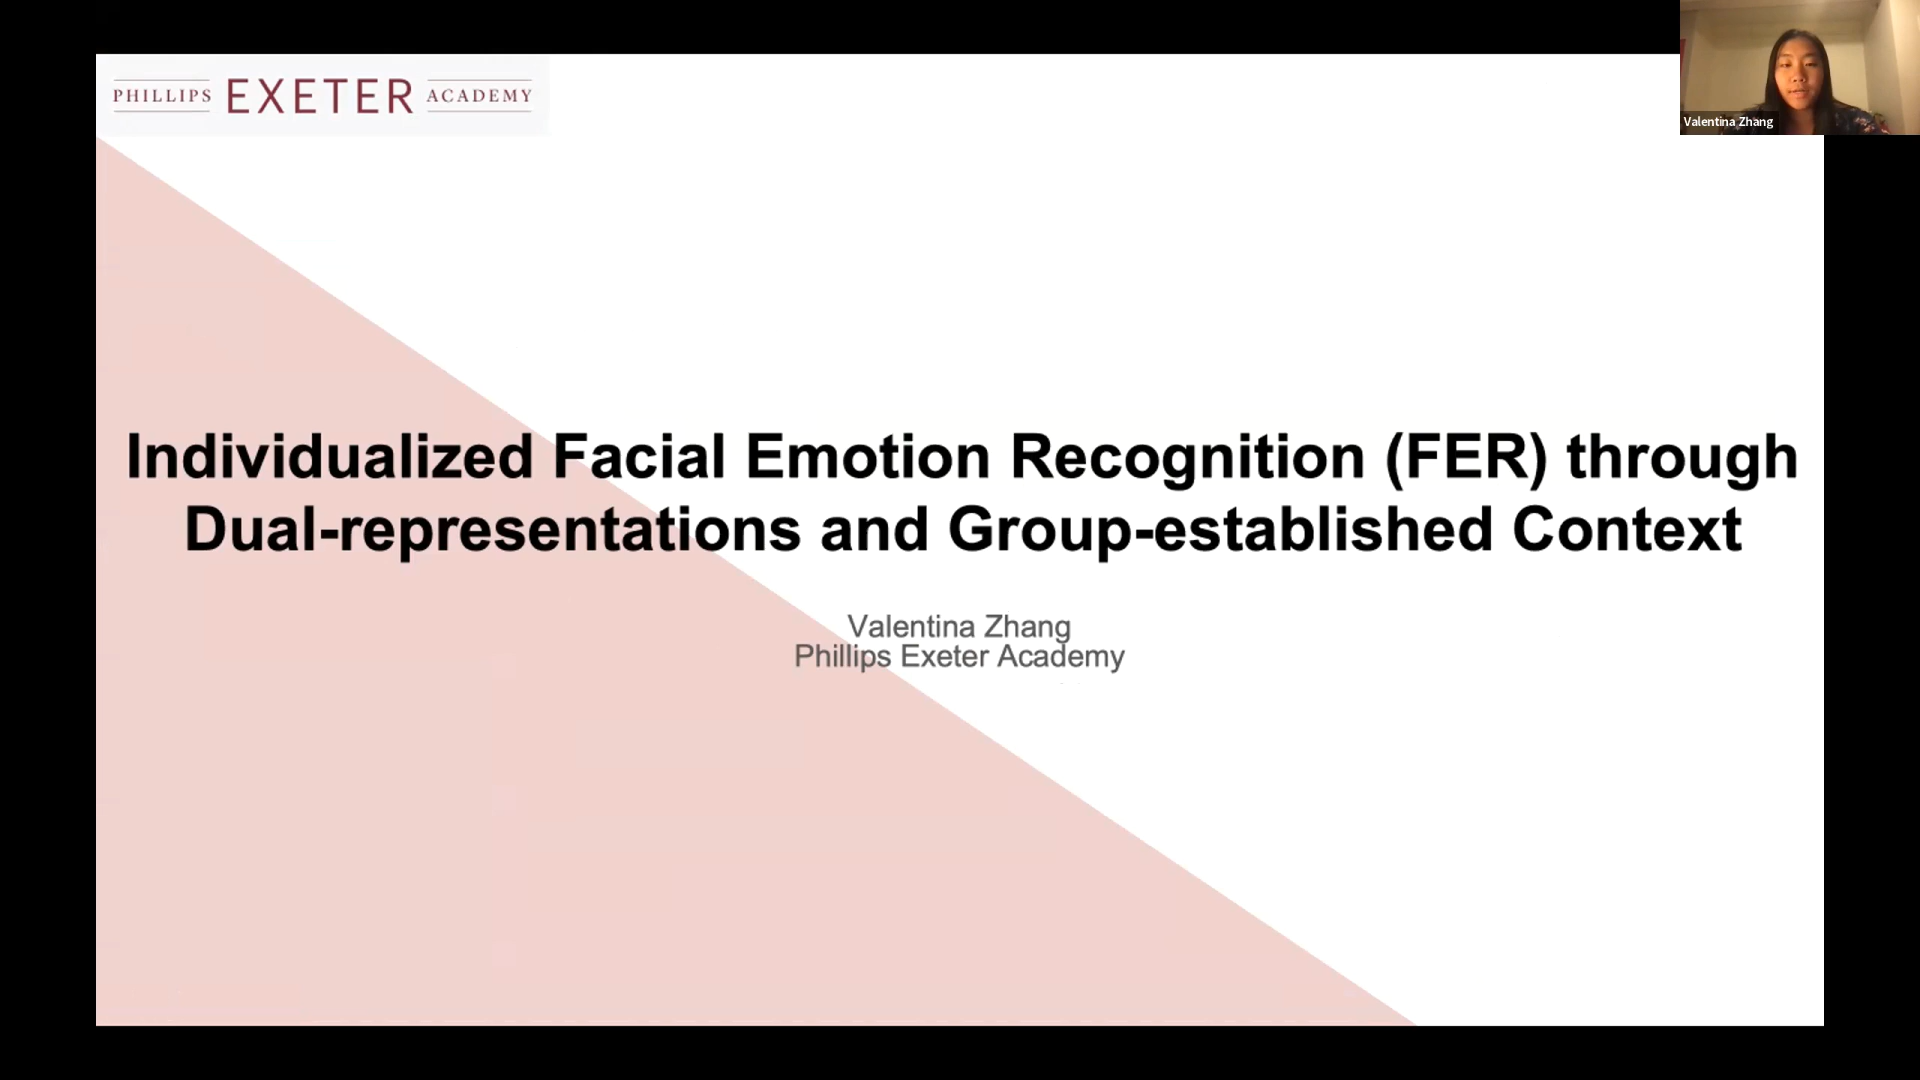 PHILLIPS EXETER ACADEMY
Valentina Zhang
Individualized Facial Emotion Recognition (FER) through
Dual-representations and Group-established Context
Valentina Zhang
Phillips Exeter Academy